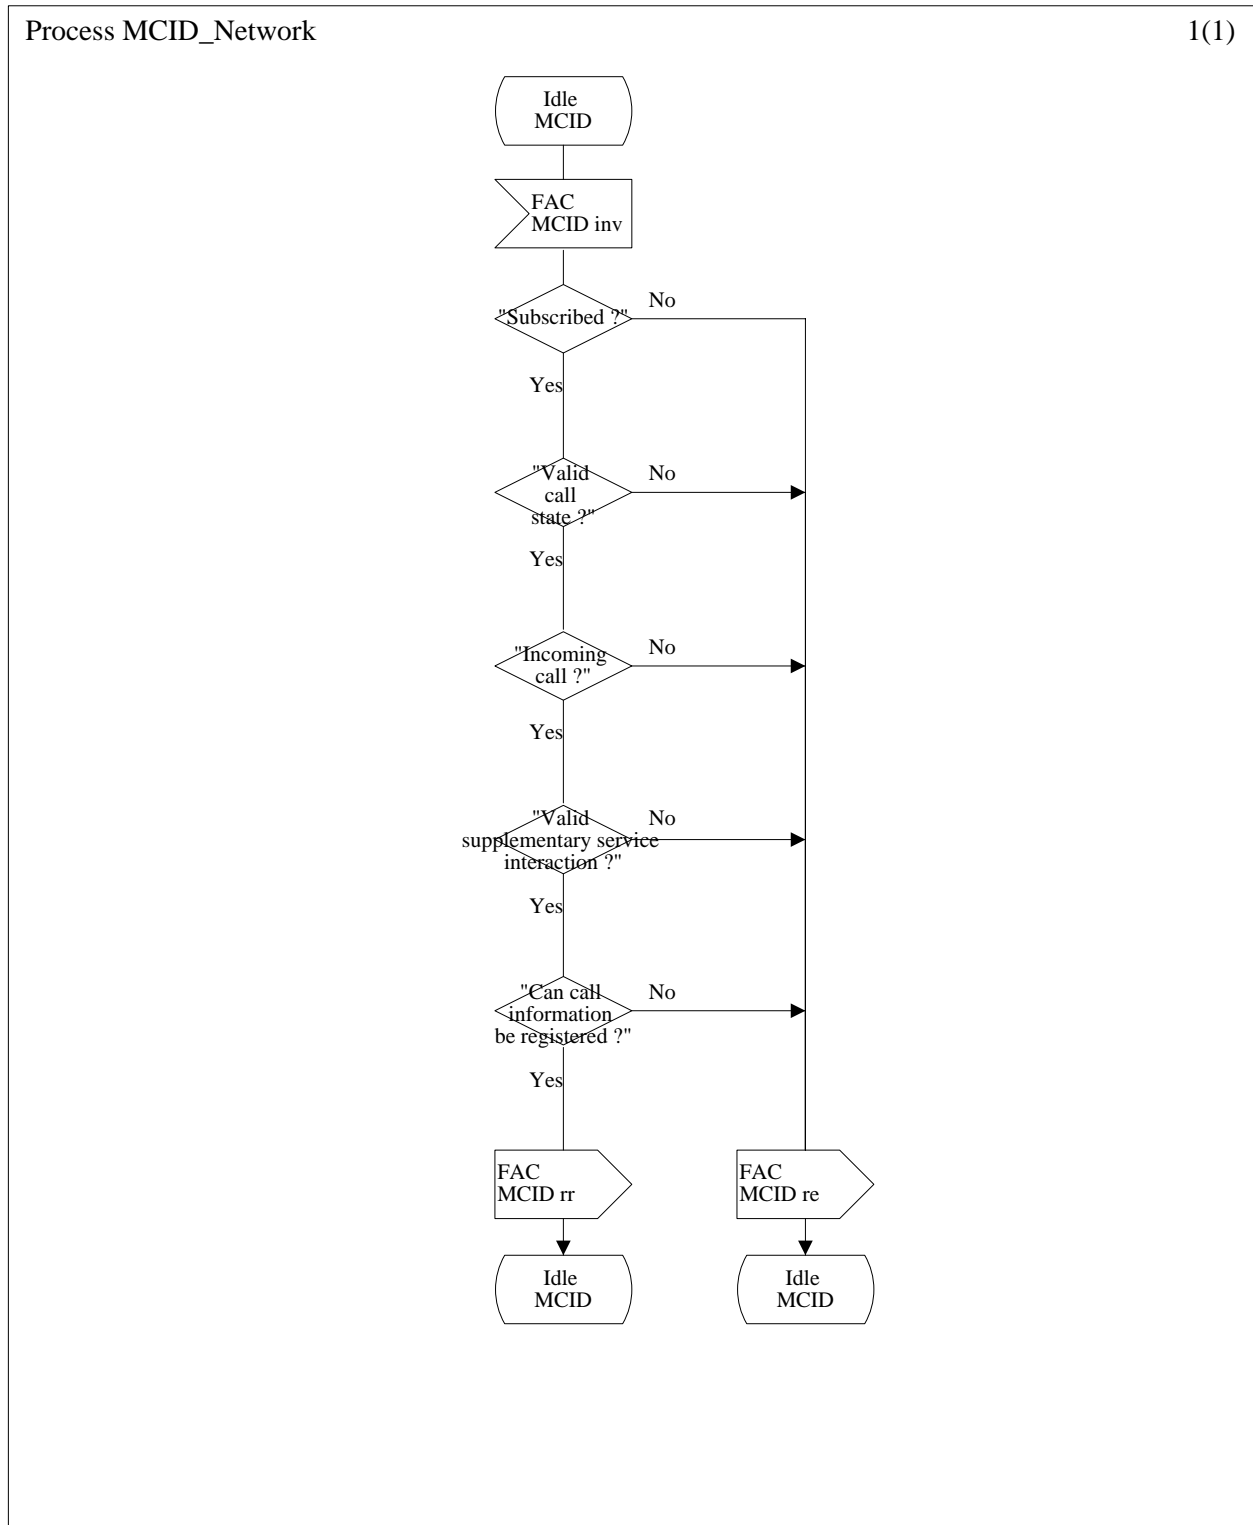 Process MCID_Network
1(1)
Idle
MCID
FAC
MCID inv
"Subscribed ?"
No
Yes
"Valid
call
state ?"
No
Yes
"Incoming
call ?"
No
Yes
"Valid
supplementary service
interaction ?"
No
Yes
"Can call
information
be registered ?"
No
Yes
FAC
MCID rr
FAC
MCID re
Idle
MCID
Idle
MCID